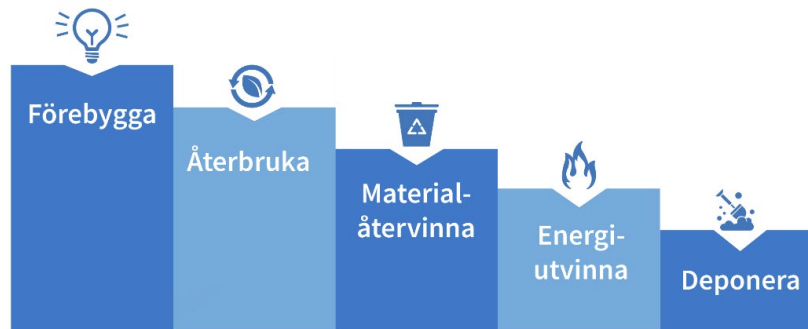 Förebygga
Återbruka
Material-
återvinna
Energi-
utvinna
Deponera